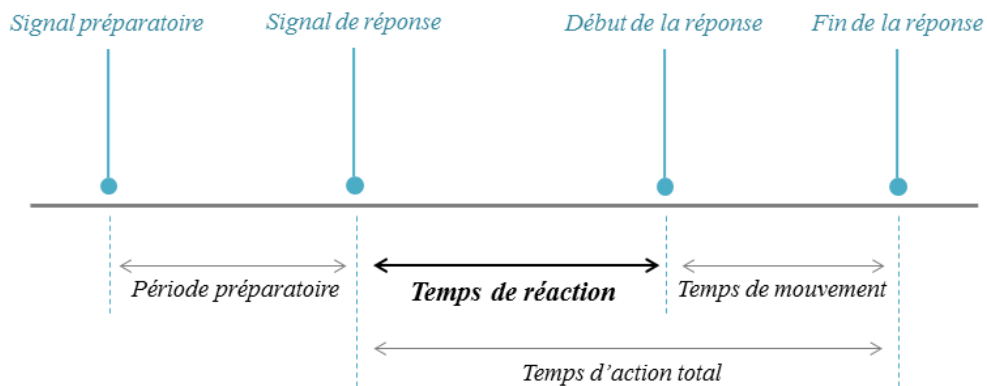 Signal préparatoire
Signal de réponse
Début de la réponse
Fin de la réponse
Période préparatoire
Temps de réaction
Temps de mouvement
Temps d’action total